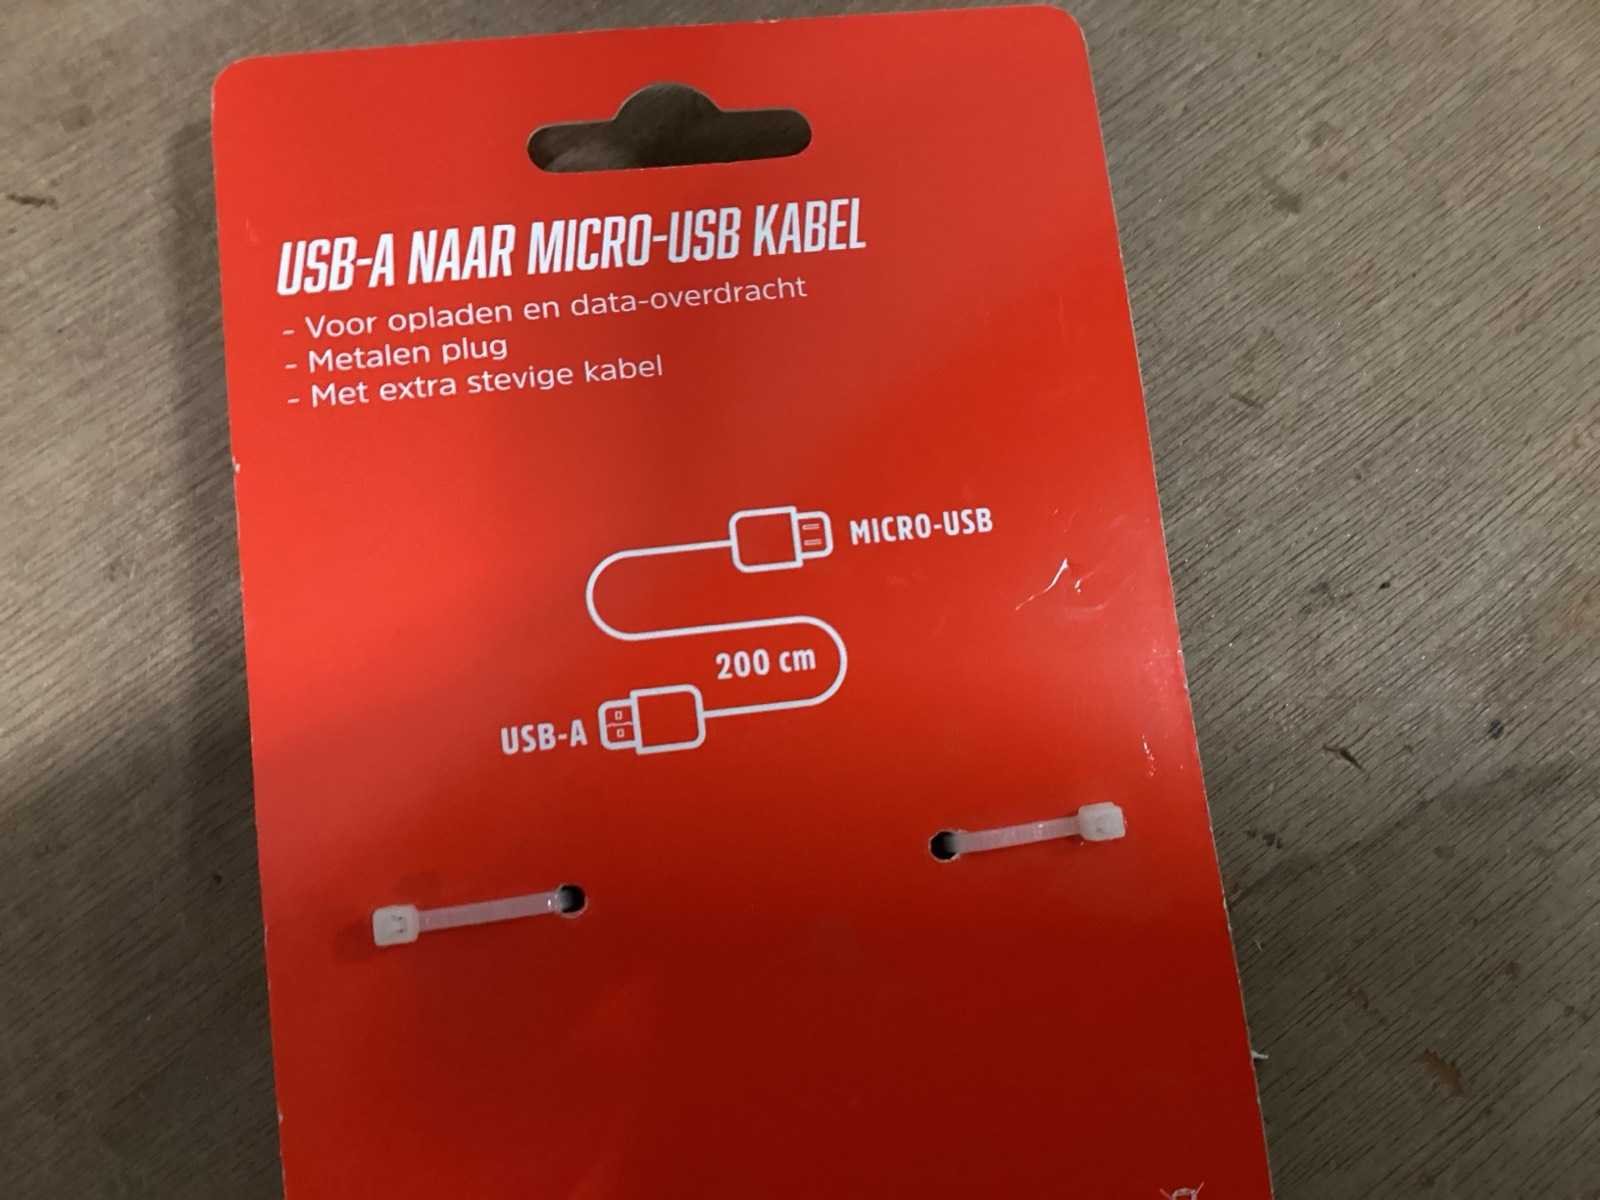 USB-A NAAR MICRO-USB KABEL
- Voor opladen en data-overdracht
- Metalen plug
- Met extra stevige kabel
MICRO-USB
200 cm
USB-A